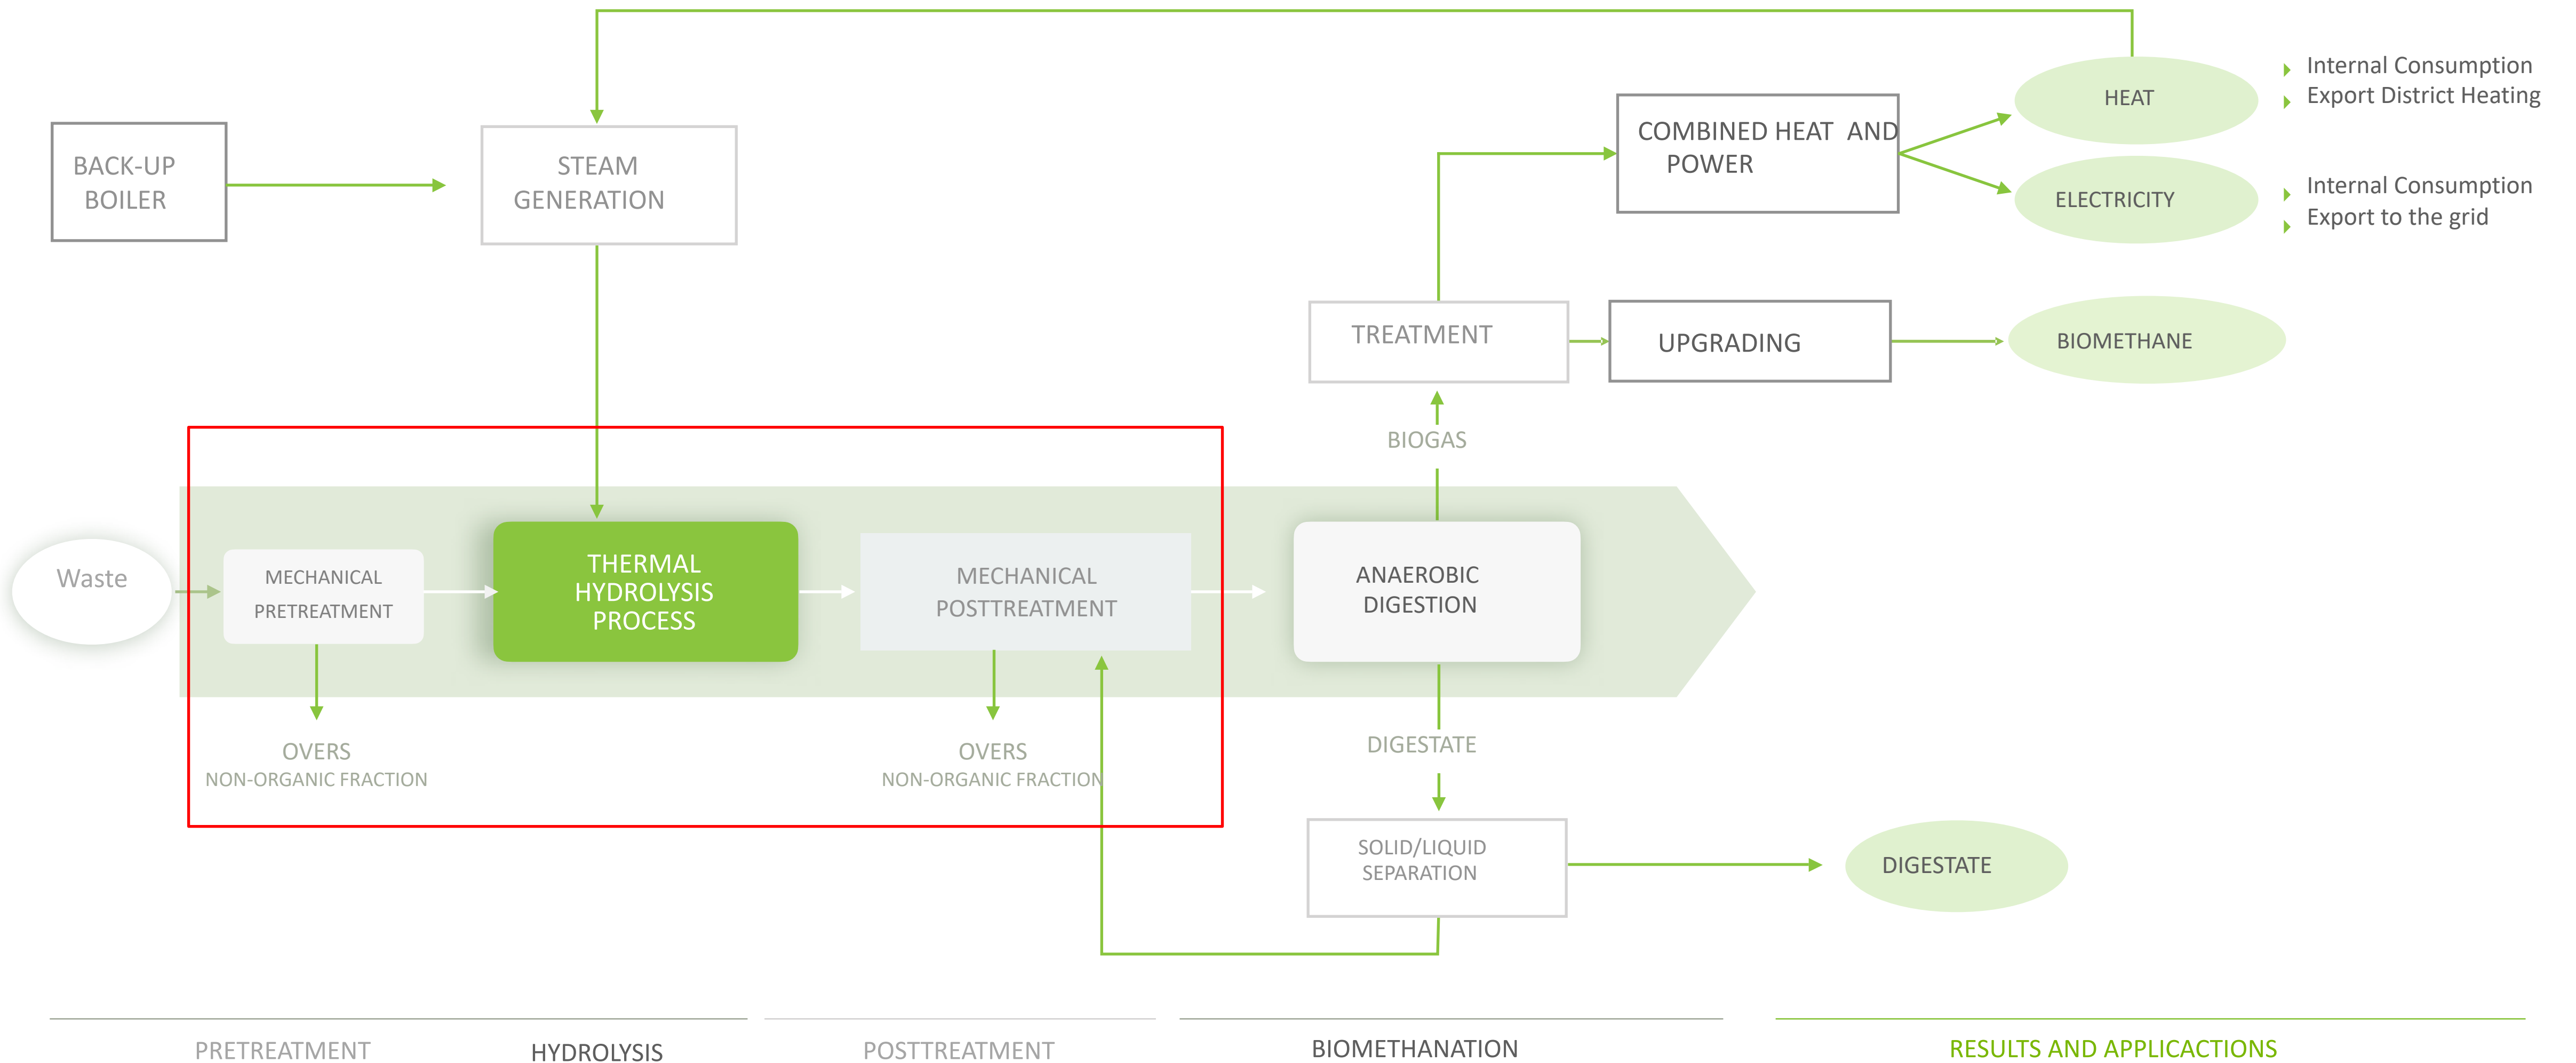 BACK-UP
BOILER
STEAM
GENERATION
COMBINED HEAT AND
POWER
HEAT
Internal Consumption
Export District Heating
ELECTRICITY
Internal Consumption
Export to the grid
TREATMENT
UPGRADING
BIOMETHANE
BIOGAS
Waste
MECHANICAL
PRETREATMENT
THERMAL
HYDROLYSIS
PROCESS
MECHANICAL
POSTTREATMENT
ANAEROBIC
DIGESTION
OVERS
NON-ORGANIC FRACTION
OVERS
NON-ORGANIC FRACTION
DIGESTATE
SOLID/LIQUID
SEPARATION
DIGESTATE
PRETREATMENT
HYDROLYSIS
POSTTREATMENT
BIOMETHANATION
RESULTS AND APPLICACTIONS